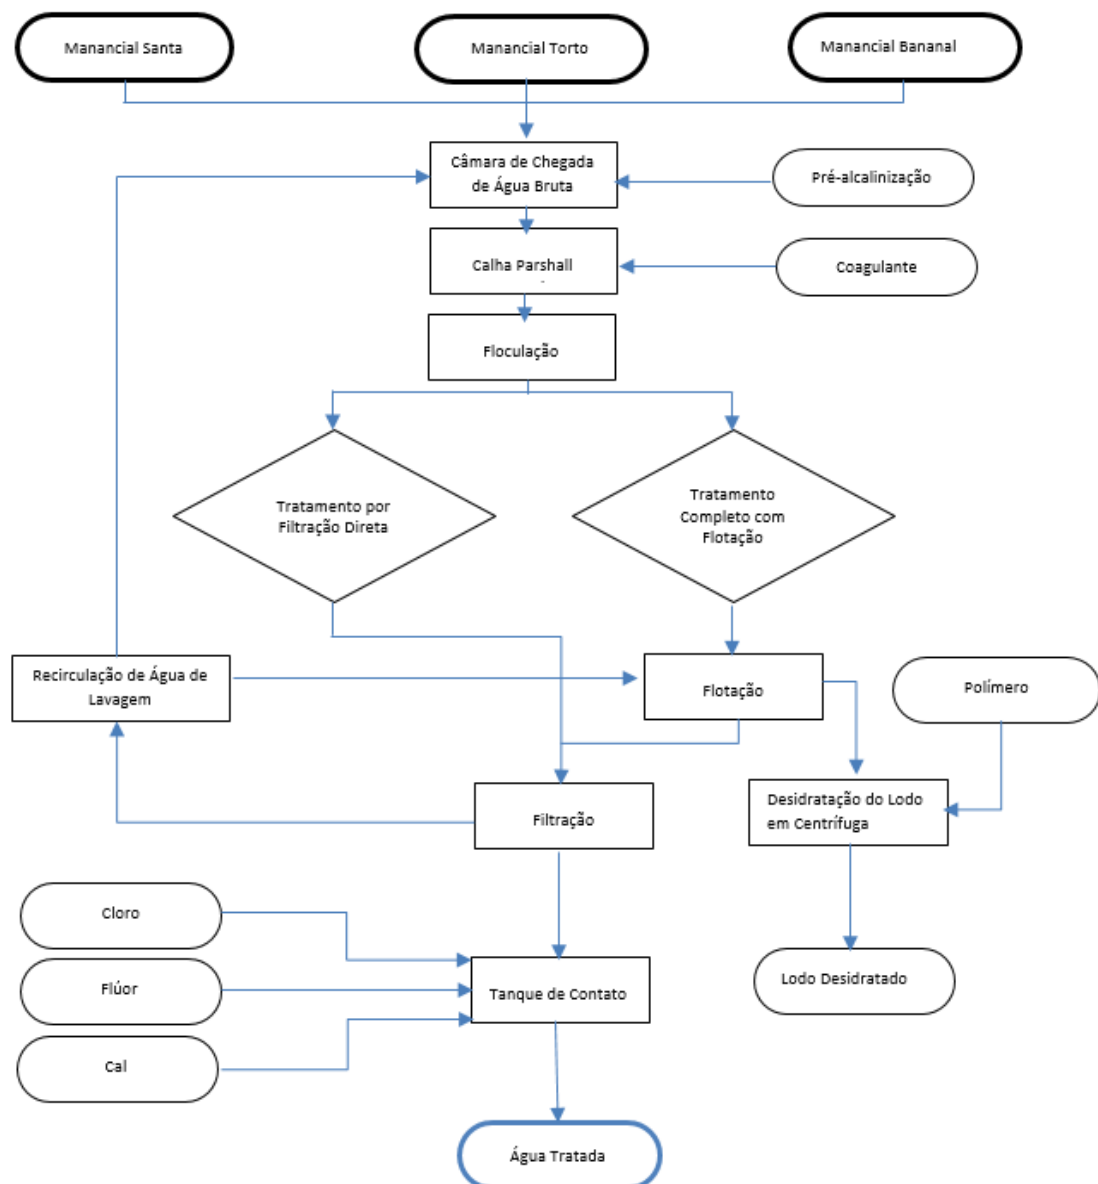 Manancial Santa
Manancial Torto
Manancial Bananal
Câmara de Chegada
de Água Bruta
Pré-alcalinização
Calha Parshall
Coagulante
Floculação
Tratamento por
Filtração Direta
Tratamento
Completo com
Flotação
Recirculação de Água de
Lavagem
Flotação
Polímero
Filtração
Desidratação do Lodo
em Centrífuga
Cloro
Flúor
Cal
Tanque de Contato
Lodo Desidratado
Água Tratada